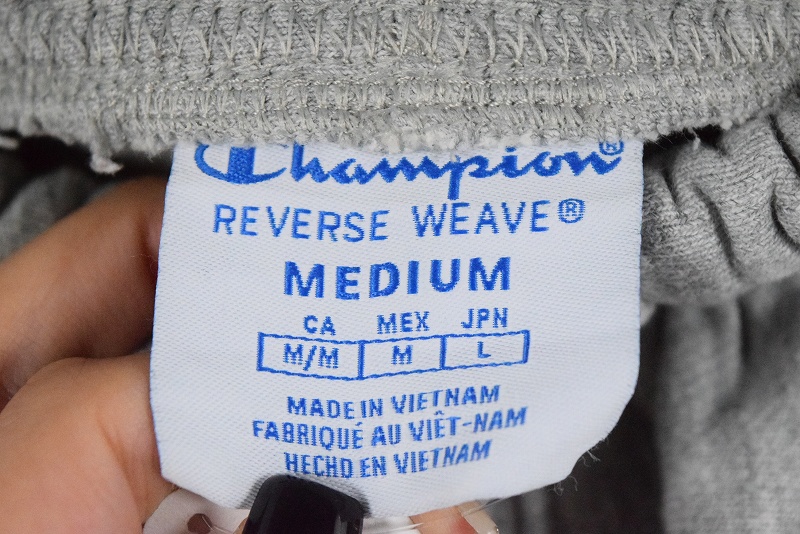 Champion®
REVERSE WEAVE®
MEDIUM
CA MEX JPN
M/M M L
MADE IN VIETNAM
FABRIQUÉ AU VIÊT-NAM
HECHO EN VIETNAM